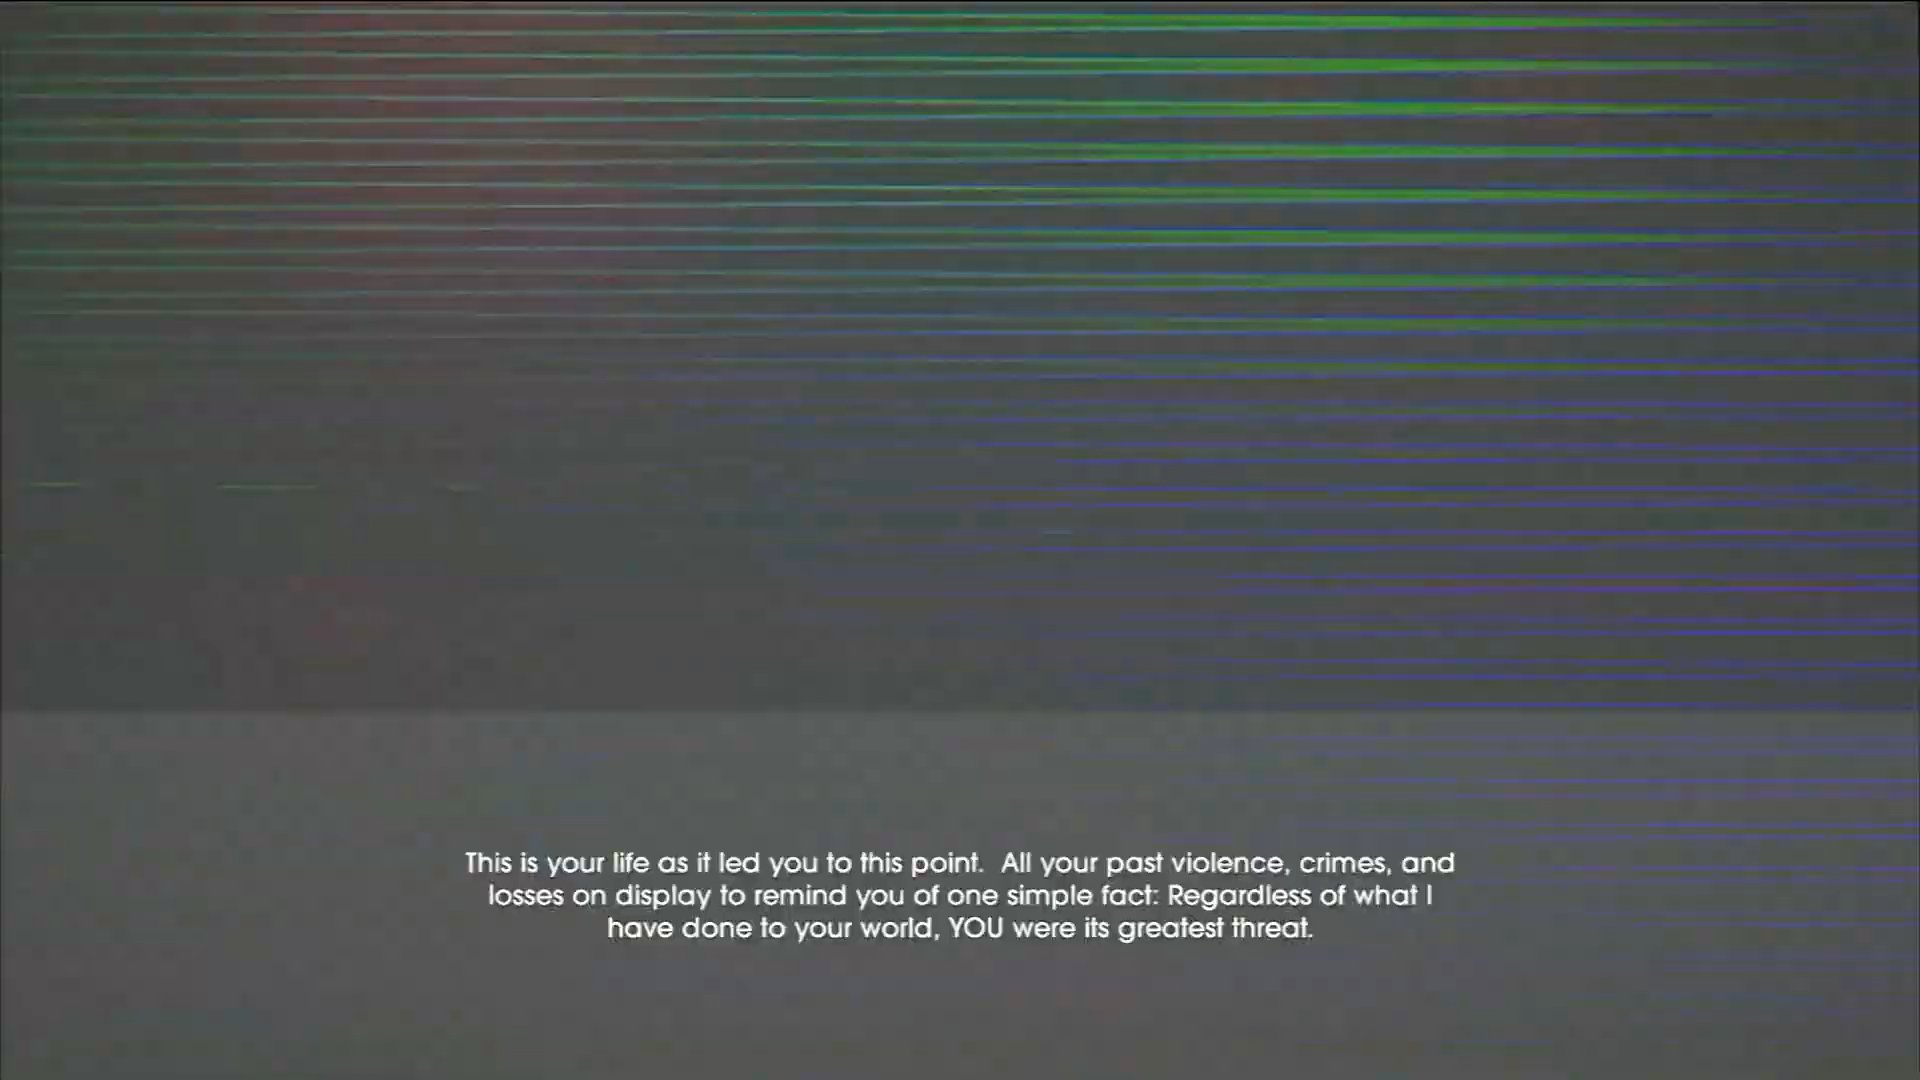 This is your life as it led you to this point.  All your past violence, crimes, and
losses on display to remind you of one simple fact: Regardless of what I
have done to your world, YOU were its greatest threat.